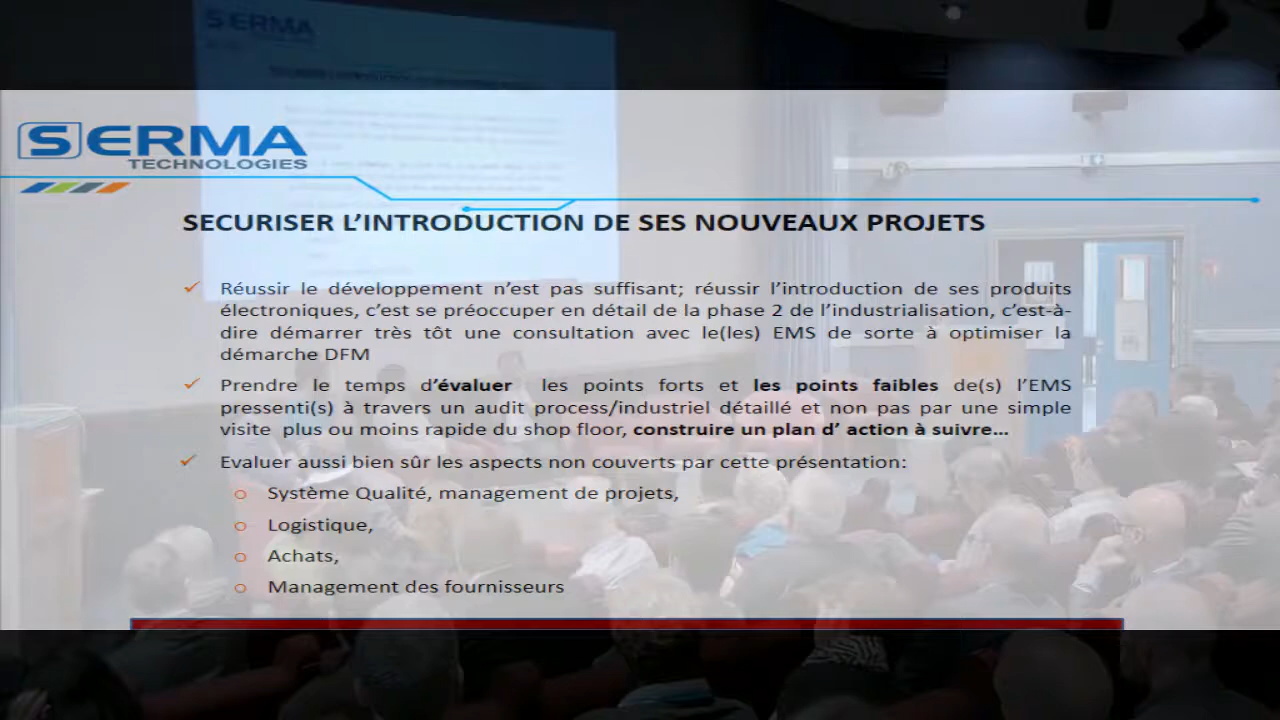 SERMA
TECHNOLOGIES
SECURISER L'INTRODUCTION DE SES NOUVEAUX PROJETS
Réussir le développement n'est pas suffisant; réussir l'introduction de ses produits
électroniques, c'est se préoccuper en détail de la phase 2 de l'industrialisation, c'est-à-
dire démarrer très tôt une consultation avec le(les) EMS de sorte à optimiser la
démarche DFM
Prendre le temps d'évaluer les points forts et les points faibles de(s) l'EMS
pressenti(s) à travers un audit process/industriel détaillé et non pas par une simple
visite plus ou moins rapide du shop floor, construire un plan d' action à suivre...
Evaluer aussi bien sûr les aspects non couverts par cette présentation:
Système Qualité, management de projets,
Logistique,
Achats,
Management des fournisseurs